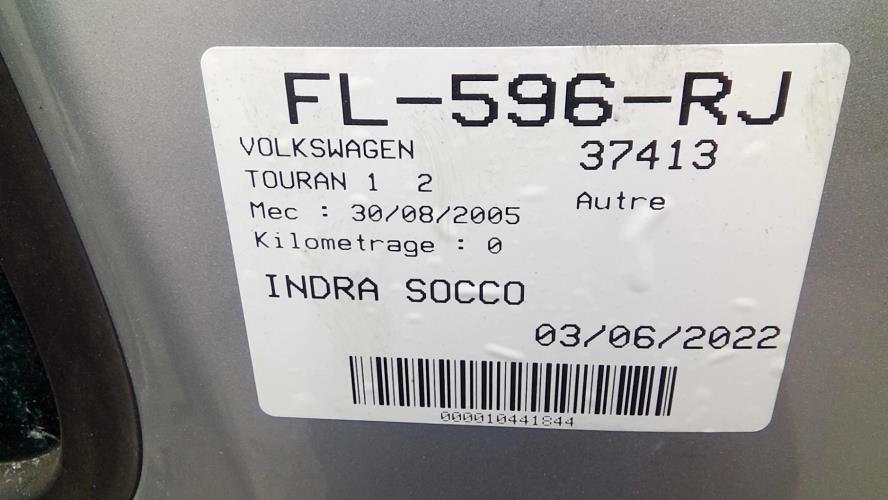 FL-596-RJ
VOLKSWAGEN 37413
TOURAN 1 2 Autre
Mec : 30/08/2005
Kilometrage : 0
INDRA SOCCO
03/06/2022
000010441844